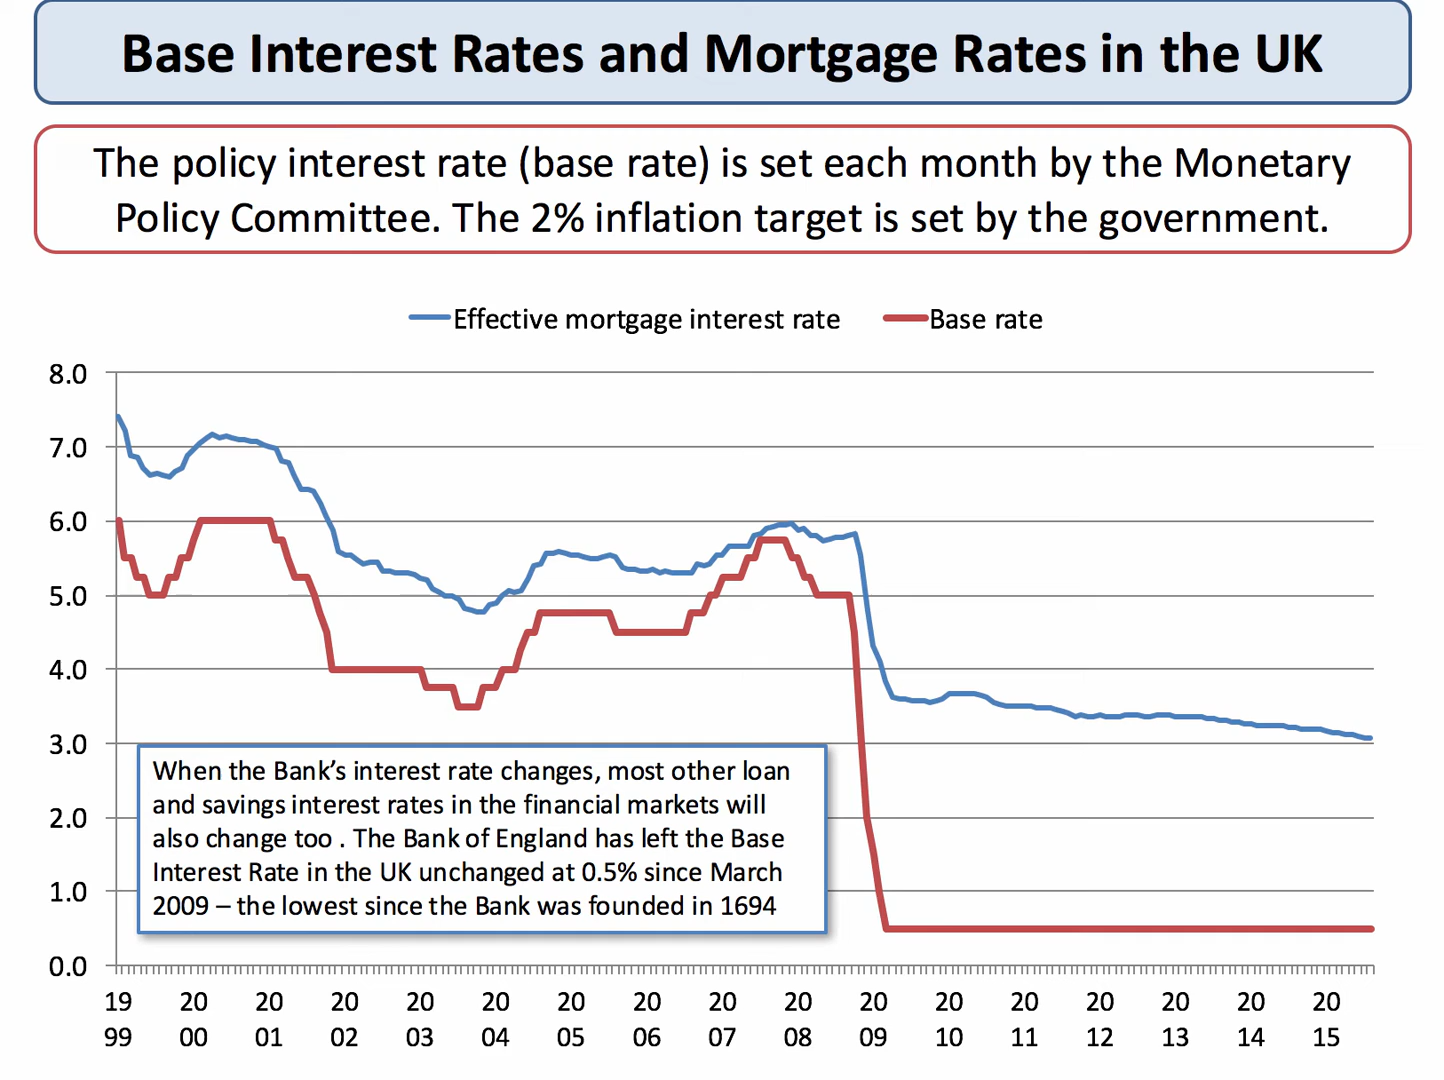 Base Interest Rates and Mortgage Rates in the UK
The policy interest rate (base rate) is set each month by the Monetary
Policy Committee. The 2% inflation target is set by the government.
Effective mortgage interest rate
Base rate
8.0
7.0
6.0
5.0
4.0
3.0
2.0
1.0
0.0
When the Bank’s interest rate changes, most other loan
and savings interest rates in the financial markets will
also change too . The Bank of England has left the Base
Interest Rate in the UK unchanged at 0.5% since March
2009 – the lowest since the Bank was founded in 1694
19 20 20 20 20 20 20 20 20 20 20 20 20 20 20 20 20
99 00 01 02 03 04 05 06 07 08 09 10 11 12 13 14 15